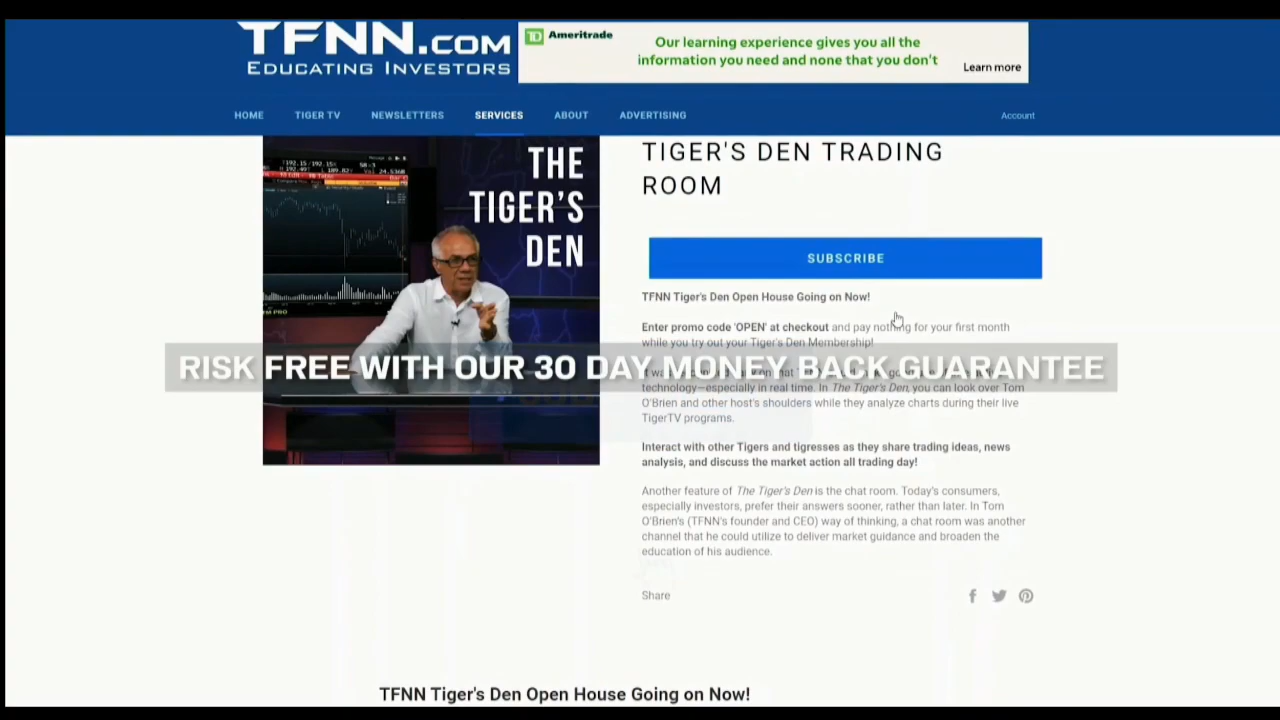 TFNN.COM
EDUCATING INVESTORS
Ameritrade
Our learning experience gives you all the
information you need and none that you don't
Learn more
HOME
TIGER TV
NEWSLETTERS
SERVICES
ABOUT
ADVERTISING
Account
THE
TIGER'S
DEN
TIGER'S DEN TRADING
ROOM
SUBSCRIBE
TFNN Tiger's Den Open House Going on Now!
Enter promo code 'OPEN' at checkout and pay nothing for your first month
while you try out your Tiger's Den Membership!
RISK FREE WITH OUR 30 DAY MONEY BACK GUARANTEE
technology—especially in real time. In The Tiger's Den, you can look over Tom
O'Brien and other host's shoulders while they analyze charts during their live
TigerTV programs.
Interact with other Tigers and tigresses as they share trading ideas, news
analysis, and discuss the market action all trading day!
Another feature of The Tiger's Den is the chat room. Today's consumers,
especially investors, prefer their answers sooner, rather than later. In Tom
O'Brien's (TFNN's founder and CEO) way of thinking, a chat room was another
channel that he could utilize to deliver market guidance and broaden the
education of his audience.
Share
TFNN Tiger's Den Open House Going on Now!